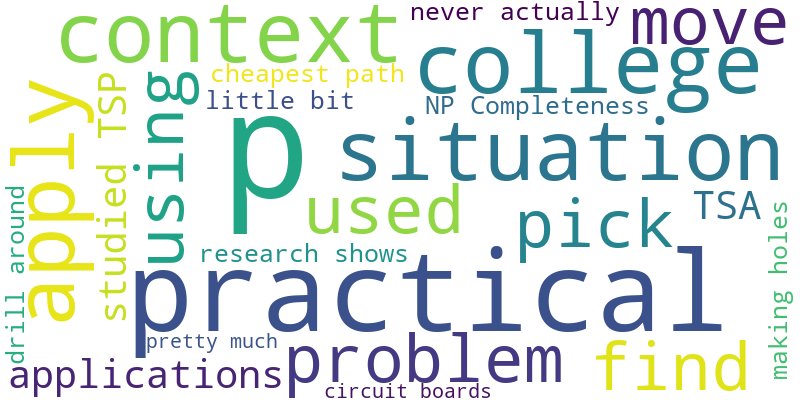 never actually
move
context
college
cheapest path
little bit
NP Completeness
apply
studied TSP
using
p
situation
used
pick
TSA
drill around
research shows
making holes
practical
pretty much
problem
find
applications
circuit boards